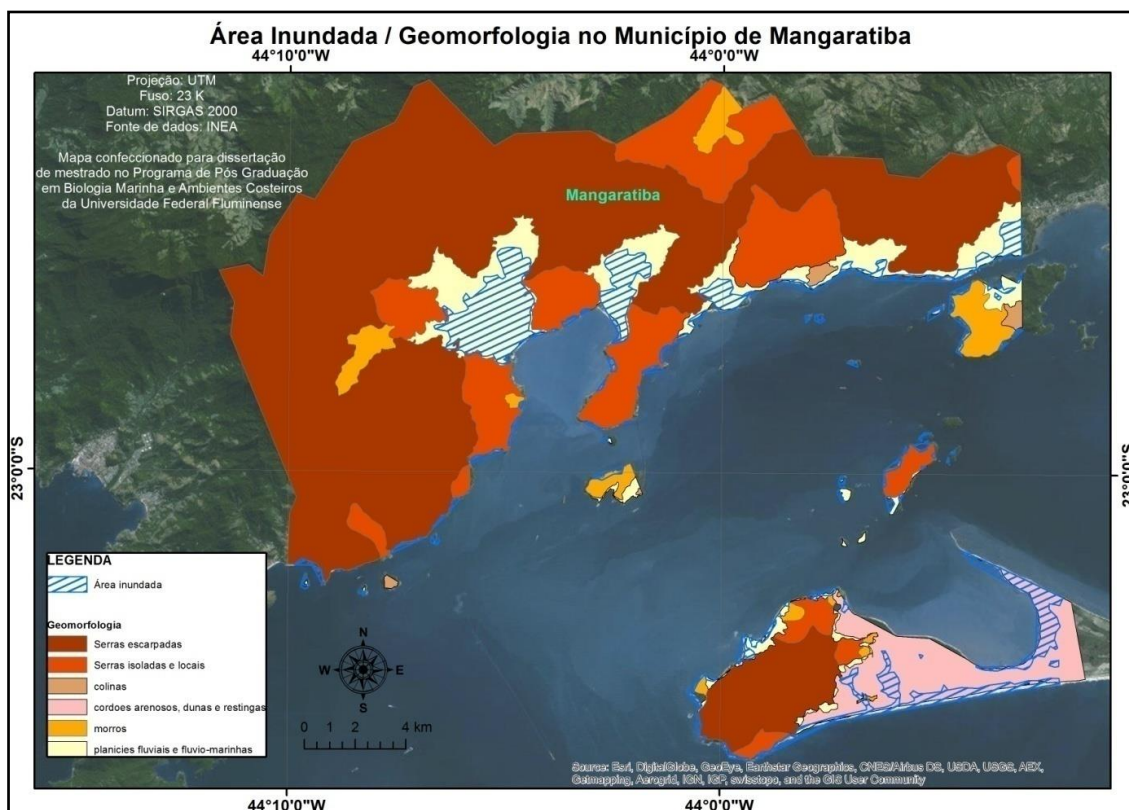 Área Inundada / Geomorfologia no Município de Mangaratiba
44°10'0"W
44°0'0"W
Projeção: UTM
Fuso: 23 K
Datum: SIRGAS 2000
Fonte de dados: INEA
Mapa confeccionado para dissertação
de mestrado no Programa de Pós Graduação
em Biologia Marinha e Ambientes Costeiros
da Universidade Federal Fluminense
Mangaratiba
23°0'0"S
23°0'0"S
LEGENDA
Área inundada
Geomorfologia
Serras escarpadas
Serras isoladas e locais
colinas
cordoes arenosos, dunas e restingas
morros
planicies fluviais e fluvio-marinhas
N
W
E
S
0 2 4 km
Source: Esri, DigitalGlobe, GeoEye, Earthstar Geographics, CNES/Airbus DS, USDA, USGS, AEX,
Getmapping, Aerogrid, IGN, IGP, swisstopo, and the GIS User Community
44°10'0"W
44°0'0"W